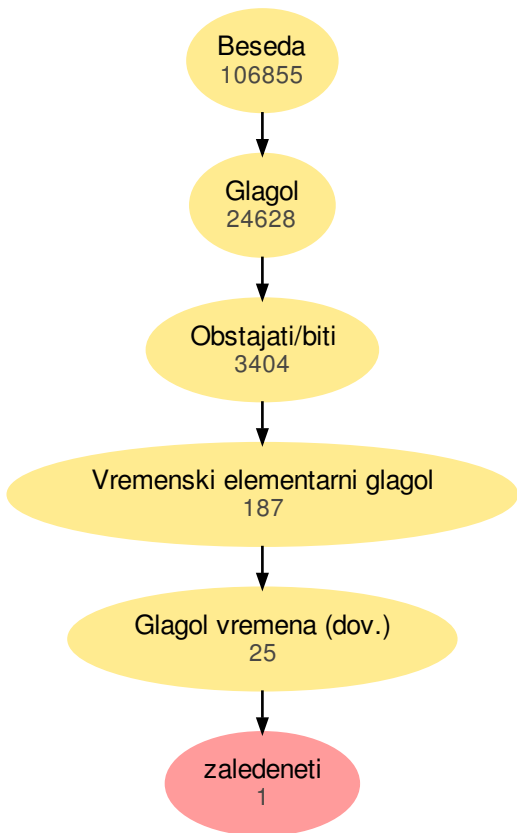 Beseda
106855
Glagol
24628
Obstajati/biti
3404
Vremenski elementarni glagol
187
Glagol vremena (dov.)
25
zaledeneti
1